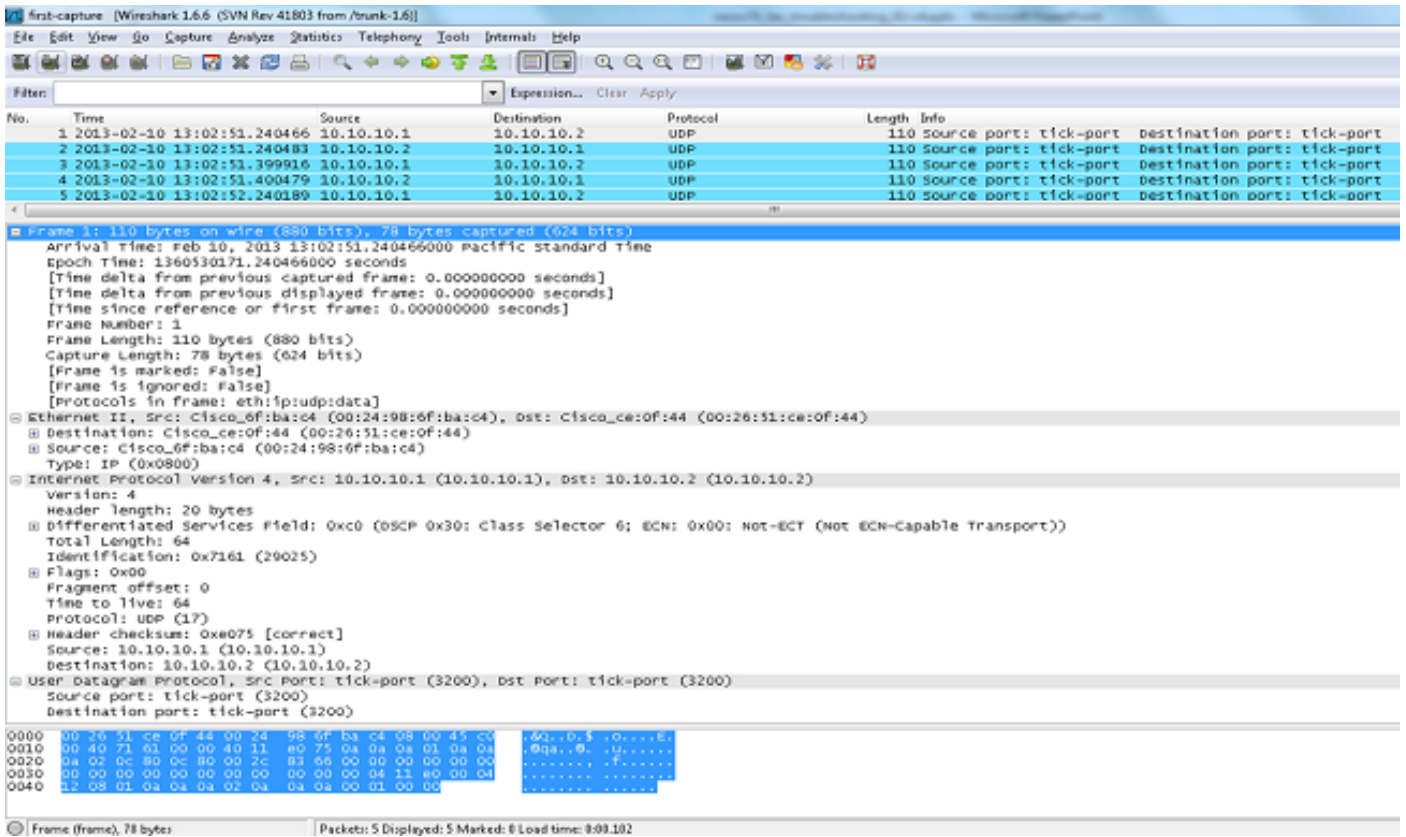 first-capture [Wireshark 1.6.6 (SVN Rev 41803 from /trunk-1.6)]
File Edit View Go Capture Analyze Statistics Telephony Tools Internals Help
Filter: Expression... Clear Apply
No. Time Source Destination Protocol Length Info
1 2013-02-10 13:02:51.240466 10.10.10.1 10.10.10.2 UDP 110 Source port: tick-port Destination port: tick-port
2 2013-02-10 13:02:51.240483 10.10.10.2 10.10.10.1 UDP 110 Source port: tick-port Destination port: tick-port
3 2013-02-10 13:02:51.399916 10.10.10.1 10.10.10.2 UDP 110 Source port: tick-port Destination port: tick-port
4 2013-02-10 13:02:51.400479 10.10.10.2 10.10.10.1 UDP 110 Source port: tick-port Destination port: tick-port
5 2013-02-10 13:02:52.240189 10.10.10.1 10.10.10.2 UDP 110 Source port: tick-port Destination port: tick-port
Frame 1: 110 bytes on wire (880 bits), 78 bytes captured (624 bits)
Arrival Time: Feb 10, 2013 13:02:51.240466000 Pacific Standard Time
Epoch Time: 1360530171.240466000 seconds
[Time delta from previous captured frame: 0.000000000 seconds]
[Time delta from previous displayed frame: 0.000000000 seconds]
[Time since reference or first frame: 0.000000000 seconds]
Frame Number: 1
Frame Length: 110 bytes (880 bits)
Capture Length: 78 bytes (624 bits)
[Frame is marked: False]
[Frame is ignored: False]
[Protocols in frame: eth:ip:udp:data]
Ethernet II, Src: Cisco_6f:ba:c4 (00:24:98:6f:ba:c4), Dst: Cisco_ce:0f:44 (00:26:51:ce:0f:44)
Destination: Cisco_ce:0f:44 (00:26:51:ce:0f:44)
Source: Cisco_6f:ba:c4 (00:24:98:6f:ba:c4)
Type: IP (0x0800)
Internet Protocol Version 4, Src: 10.10.10.1 (10.10.10.1), Dst: 10.10.10.2 (10.10.10.2)
Version: 4
Header length: 20 bytes
Differentiated Services Field: 0xc0 (DSCP 0x30: Class Selector 6; ECN: 0x00: Not-ECT (Not ECN-Capable Transport))
Total Length: 64
Identification: 0x7161 (29025)
Flags: 0x00
Fragment offset: 0
Time to live: 64
Protocol: UDP (17)
Header checksum: 0xe075 [correct]
Source: 10.10.10.1 (10.10.10.1)
Destination: 10.10.10.2 (10.10.10.2)
User Datagram Protocol, Src Port: tick-port (3200), Dst Port: tick-port (3200)
Source port: tick-port (3200)
Destination port: tick-port (3200)
0000 00 26 51 ce 0f 44 00 24 98 6f ba c4 08 00 45 c0 .&Q..D.$ .o....E.
0010 00 40 71 61 00 00 40 11 e0 75 0a 0a 0a 01 0a 0a .@qa..@. .u......
0020 0a 02 0c 80 0c 80 00 2c 83 66 00 00 00 00 00 00 ......., .f......
0030 00 00 00 00 00 00 00 00 00 00 04 11 e0 00 04 ........ ........
0040 12 08 01 0a 0a 0a 02 0a 0a 0a 00 01 00 00 ........ ......
Frame (frame), 78 bytes Packets: 5 Displayed: 5 Marked: 0 Load time: 0:00.102